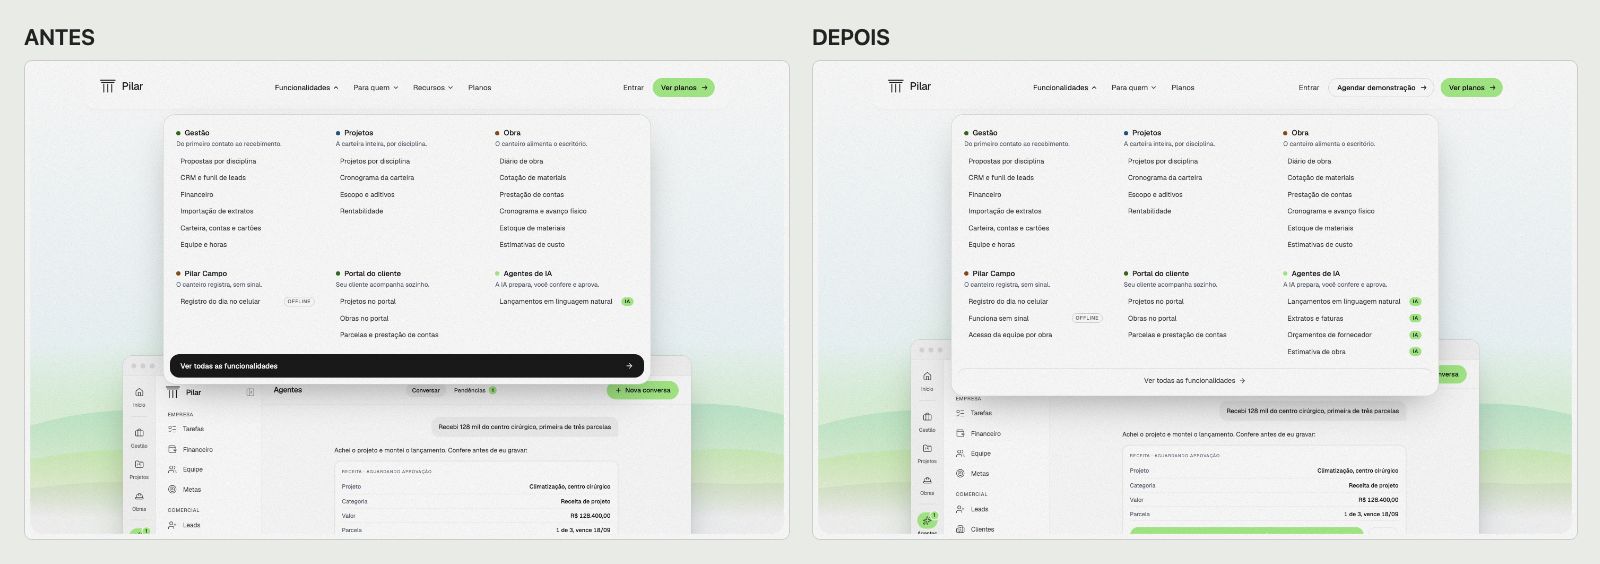 ANTES
Pilar
Funcionalidades
Para quem
Recursos
Planos
Entrar
Ver planos →
Gestão
Do primeiro contato ao recebimento.
Propostas por disciplina
CRM e funil de leads
Financeiro
Importação de extratos
Carteira, contas e cartões
Equipe e horas
Projetos
A carteira inteira, por disciplina.
Projetos por disciplina
Cronograma da carteira
Escopo e aditivos
Rentabilidade
Obra
O canteiro alimenta o escritório.
Diário de obra
Cotação de materiais
Prestação de contas
Cronograma e avanço físico
Estoque de materiais
Estimativas de custo
Pilar Campo
O canteiro registra, sem sinal.
Registro do dia no celular OFFLINE
Portal do cliente
Seu cliente acompanha sozinho.
Projetos no portal
Obras no portal
Parcelas e prestação de contas
Agentes de IA
A IA prepara, você confere e aprova.
Lançamentos em linguagem natural IA
Ver todas as funcionalidades →
Início
Gestão
Projetos
Obras
1
Pilar
EMPRESA
Tarefas
Financeiro
Equipe
Metas
COMERCIAL
Leads
Agentes
Conversar
Pendências
+ Nova conversa
Recebi 128 mil do centro cirúrgico, primeira de três parcelas
Achei o projeto e montei o lançamento. Confere antes de eu gravar:
RECEITA · AGUARDANDO APROVAÇÃO
Projeto Climatização, centro cirúrgico
Categoria Receita de projeto
Valor R$ 128.400,00
Parcela 1 de 3, vence 18/09
DEPOIS
Pilar
Funcionalidades
Para quem
Planos
Entrar
Agendar demonstração →
Ver planos →
Gestão
Do primeiro contato ao recebimento.
Propostas por disciplina
CRM e funil de leads
Financeiro
Importação de extratos
Carteira, contas e cartões
Equipe e horas
Projetos
A carteira inteira, por disciplina.
Projetos por disciplina
Cronograma da carteira
Escopo e aditivos
Rentabilidade
Obra
O canteiro alimenta o escritório.
Diário de obra
Cotação de materiais
Prestação de contas
Cronograma e avanço físico
Estoque de materiais
Estimativas de custo
Pilar Campo
O canteiro registra, sem sinal.
Registro do dia no celular
Funciona sem sinal OFFLINE
Acesso da equipe por obra
Portal do cliente
Seu cliente acompanha sozinho.
Projetos no portal
Obras no portal
Parcelas e prestação de contas
Agentes de IA
A IA prepara, você confere e aprova.
Lançamentos em linguagem natural IA
Extratos e faturas IA
Orçamentos de fornecedor IA
Estimativa de obra IA
Ver todas as funcionalidades →
Início
Gestão
Projetos
Obras
1
Agentes
EMPRESA
Tarefas
Financeiro
Equipe
Metas
COMERCIAL
Leads
Clientes
Recebi 128 mil do centro cirúrgico, primeira de três parcelas
Achei o projeto e montei o lançamento. Confere antes de eu gravar:
RECEITA · AGUARDANDO APROVAÇÃO
Projeto Climatização, centro cirúrgico
Categoria Receita de projeto
Valor R$ 128.400,00
Parcela 1 de 3, vence 18/09